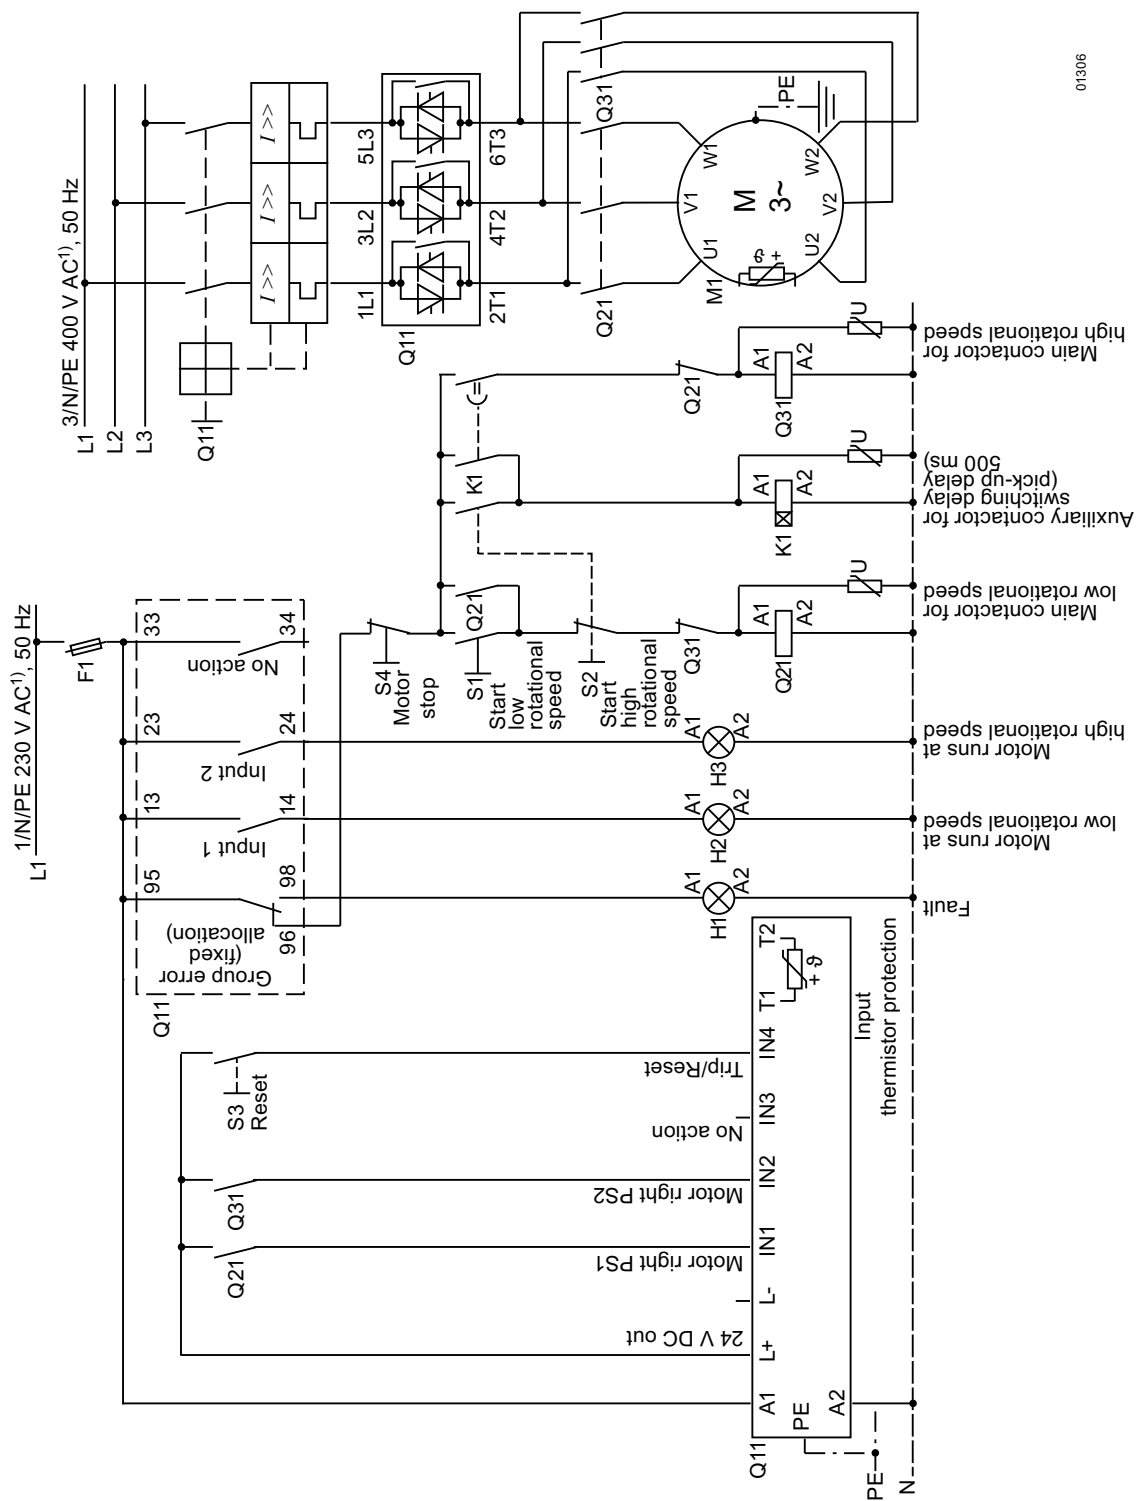 01306
3/N/PE 400 V AC1), 50 Hz
L1
L2
L3
Q11
I >>
I >>
I >>
1L1
3L2
5L3
Q11
2T1
4T2
6T3
Q21
Q31
U1
V1
W1
M
3~
U2
V2
W2
M1
+ ϑ
PE
1/N/PE 230 V AC1), 50 Hz
L1
F1
Q11
95
13
23
33
Group error
(fixed
allocation)
Input 1
Input 2
No action
96
98
14
24
34
S4
Motor
stop
S1
Start
low
rotational
speed
Q21
S2
Start
high
rotational
speed
K1
Q31
Q21
H1
A1
A2
H2
A1
A2
H3
A1
A2
Q21
A1
A2
U
K1
A1
A2
U
Q31
A1
A2
U
Fault
Motor runs at
low rotational speed
Motor runs at
high rotational speed
Main contactor for
low rotational speed
Auxiliary contactor for
switching delay
(pick-up delay
500 ms)
Main contactor for
high rotational speed
Q21
Q31
S3
Reset
24 V DC out
Motor right PS1
Motor right PS2
No action
Trip/Reset
Q11
A1
L+
L-
IN1
IN2
IN3
IN4
T1
T2
+ ϑ
PE
A2
Input
thermistor protection
PE
N